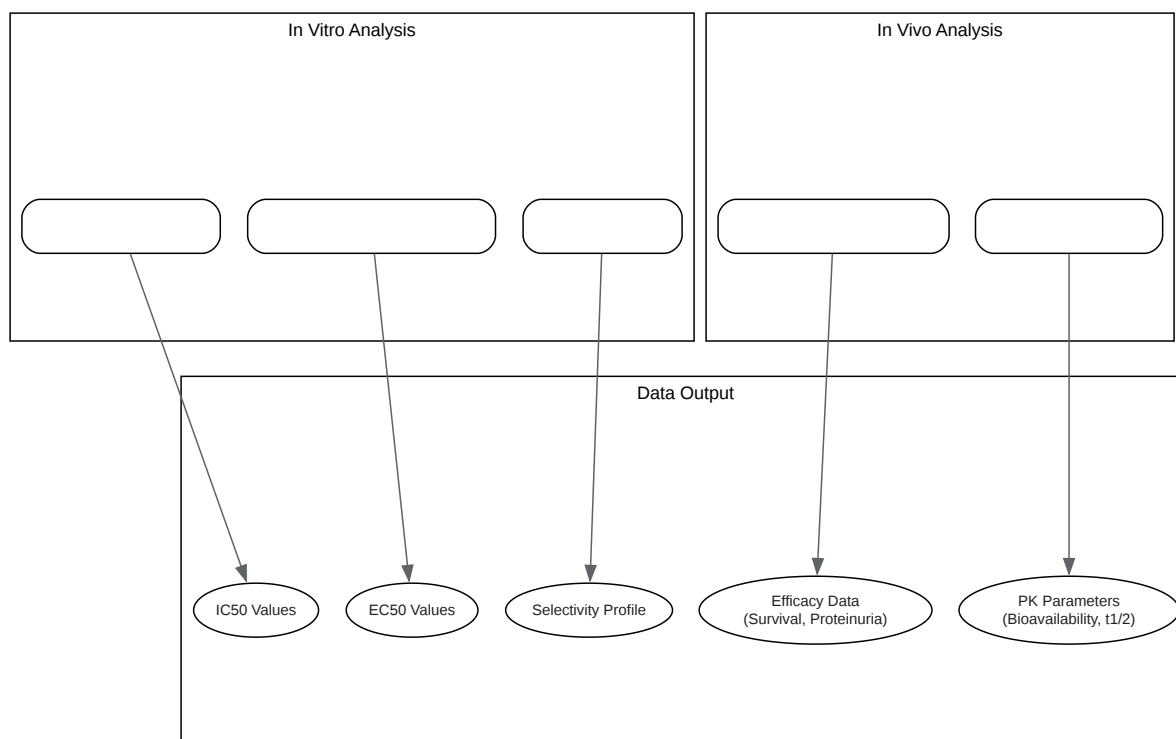 In Vitro Analysis
In Vivo Analysis
Data Output
IC50 Values
EC50 Values
Selectivity Profile
Efficacy Data
(Survival, Proteinuria)
PK Parameters
(Bioavailability, t1/2)